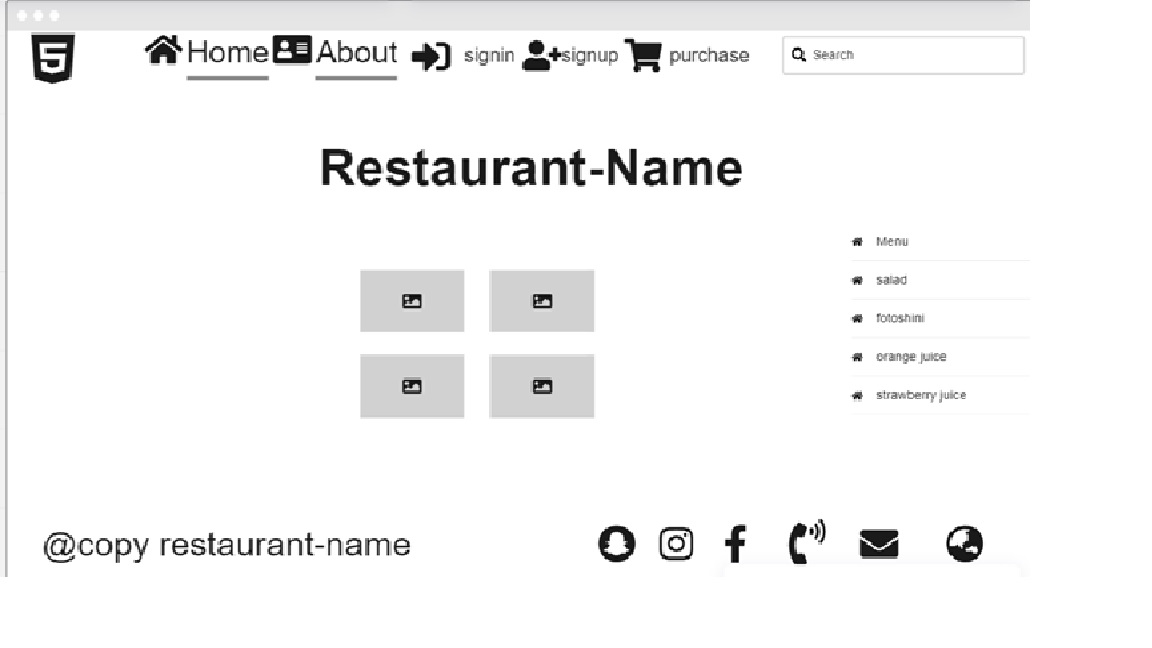 Home About signin signup purchase Search
Restaurant-Name
Menu
salad
fotoshini
orange juice
strawberry juice
@copy restaurant-name